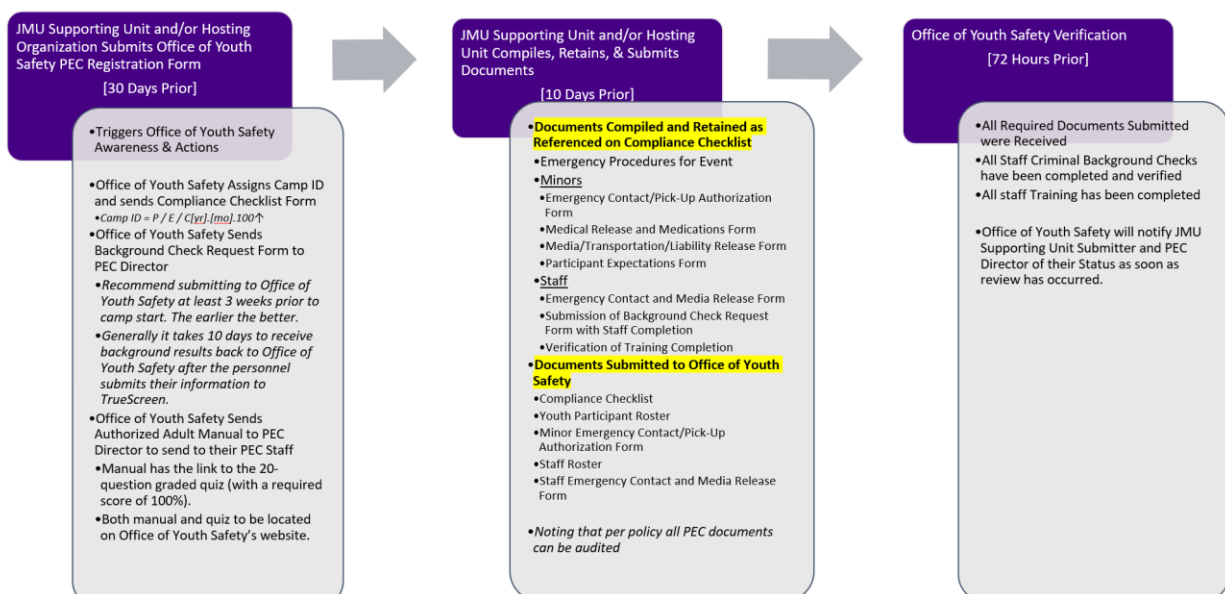 JMU Supporting Unit and/or Hosting
Organization Submits Office of Youth
Safety PEC Registration Form
[30 Days Prior]
•Triggers Office of Youth Safety
Awareness & Actions
•Office of Youth Safety Assigns Camp ID
and sends Compliance Checklist Form
•Camp ID = P / E / C[yr].[mo].100↑
•Office of Youth Safety Sends
Background Check Request Form to
PEC Director
•Recommend submitting to Office of
Youth Safety at least 3 weeks prior to
camp start. The earlier the better.
•Generally it takes 10 days to receive
background results back to Office of
Youth Safety after the personnel
submits their information to
TrueScreen.
•Office of Youth Safety Sends
Authorized Adult Manual to PEC
Director to send to their PEC Staff
•Manual has the link to the 20-
question graded quiz (with a required
score of 100%).
•Both manual and quiz to be located
on Office of Youth Safety's website.
JMU Supporting Unit and/or Hosting
Unit Compiles, Retains, & Submits
Documents
[10 Days Prior]
•Documents Compiled and Retained as
Referenced on Compliance Checklist
•Emergency Procedures for Event
•Minors
•Emergency Contact/Pick-Up Authorization
Form
•Medical Release and Medications Form
•Media/Transportation/Liability Release Form
•Participant Expectations Form
•Staff
•Emergency Contact and Media Release Form
•Submission of Background Check Request
Form with Staff Completion
•Verification of Training Completion
•Documents Submitted to Office of Youth
Safety
•Compliance Checklist
•Youth Participant Roster
•Minor Emergency Contact/Pick-Up
Authorization Form
•Staff Roster
•Staff Emergency Contact and Media Release
Form
•Noting that per policy all PEC documents
can be audited
Office of Youth Safety Verification
[72 Hours Prior]
•All Required Documents Submitted
were Received
•All Staff Criminal Background Checks
have been completed and verified
•All staff Training has been completed
•Office of Youth Safety will notify JMU
Supporting Unit Submitter and PEC
Director of their Status as soon as
review has occurred.